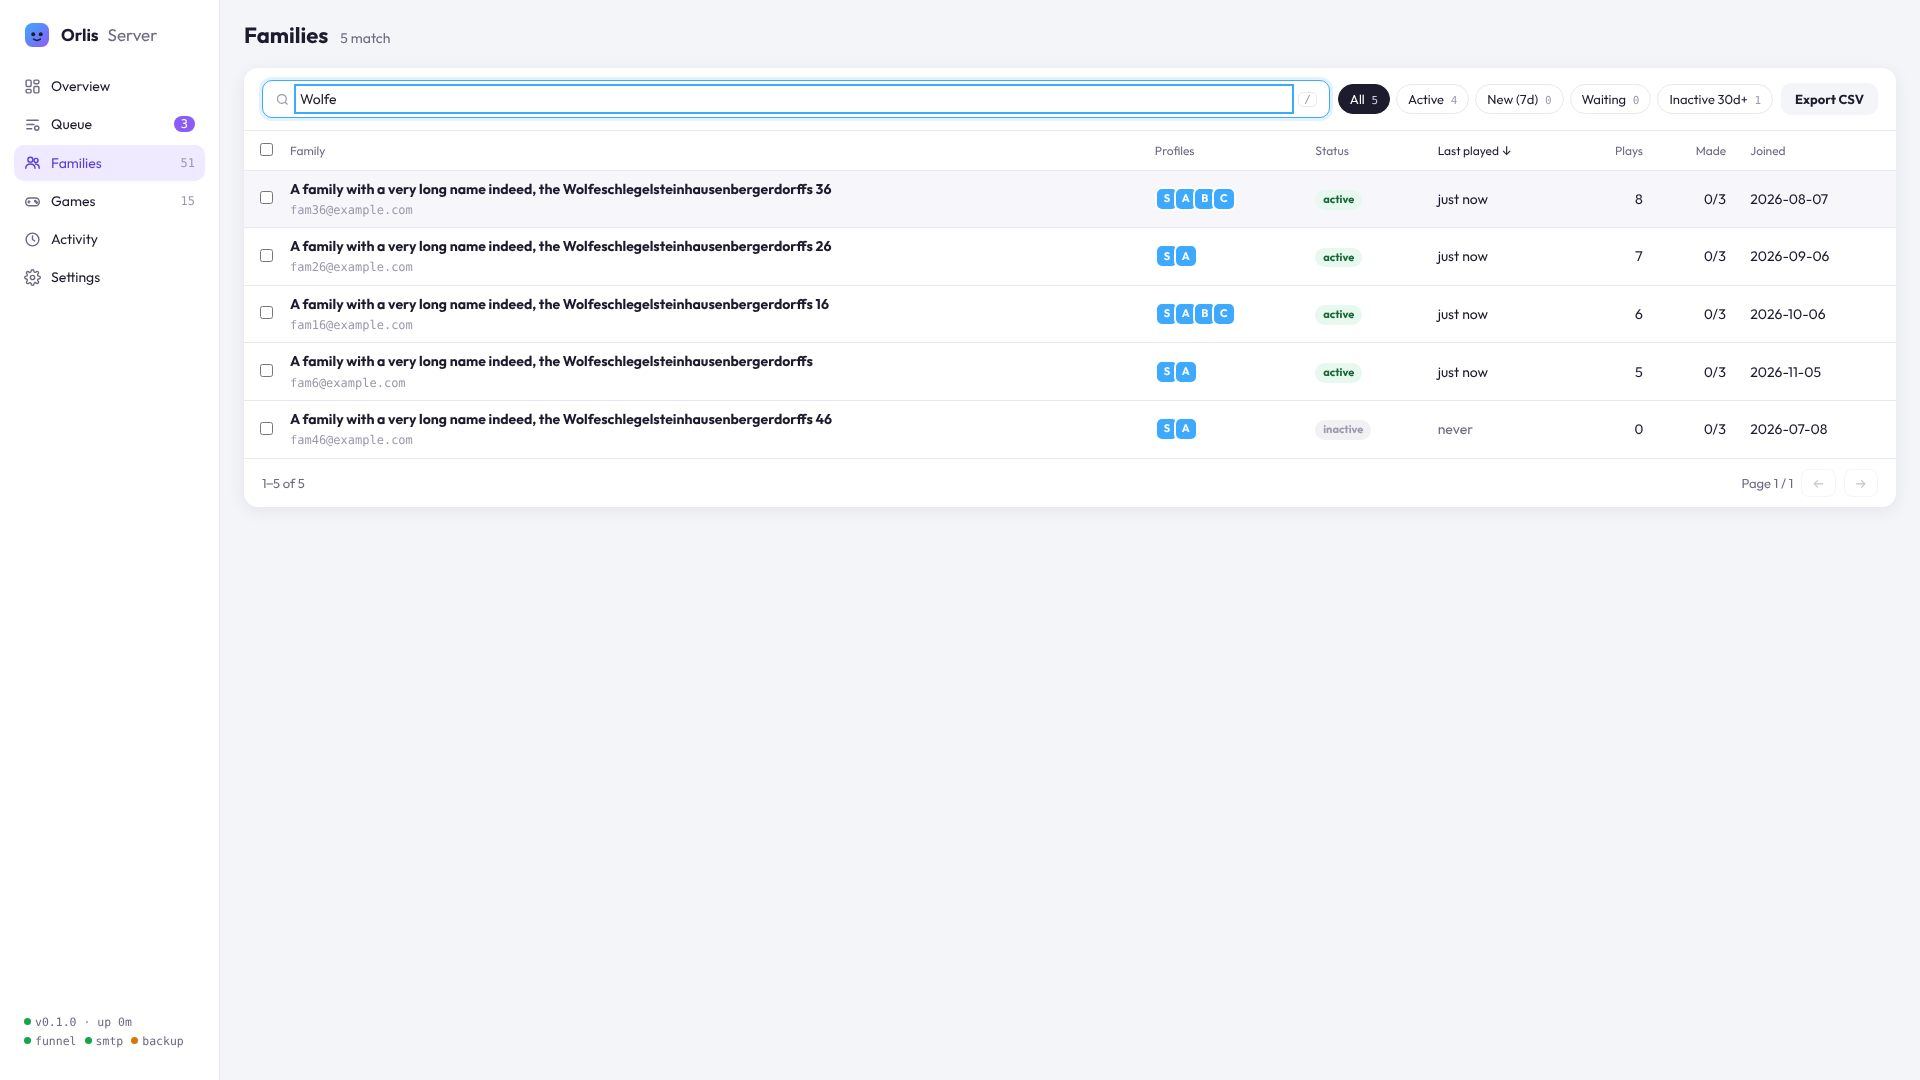 Orlis Server
Overview
Queue 3
Families 51
Games 15
Activity
Settings
v0.1.0 · up 0m
funnel smtp backup
Families 5 match
Wolfe /
All 5 Active 4 New (7d) 0 Waiting 0 Inactive 30d+ 1 Export CSV
Family Profiles Status Last played ↓ Plays Made Joined
A family with a very long name indeed, the Wolfeschlegelsteinhausenbergerdorffs 36
fam36@example.com
S A B C active just now 8 0/3 2026-08-07
A family with a very long name indeed, the Wolfeschlegelsteinhausenbergerdorffs 26
fam26@example.com
S A active just now 7 0/3 2026-09-06
A family with a very long name indeed, the Wolfeschlegelsteinhausenbergerdorffs 16
fam16@example.com
S A B C active just now 6 0/3 2026-10-06
A family with a very long name indeed, the Wolfeschlegelsteinhausenbergerdorffs
fam6@example.com
S A active just now 5 0/3 2026-11-05
A family with a very long name indeed, the Wolfeschlegelsteinhausenbergerdorffs 46
fam46@example.com
S A inactive never 0 0/3 2026-07-08
1–5 of 5 Page 1 / 1 ← →